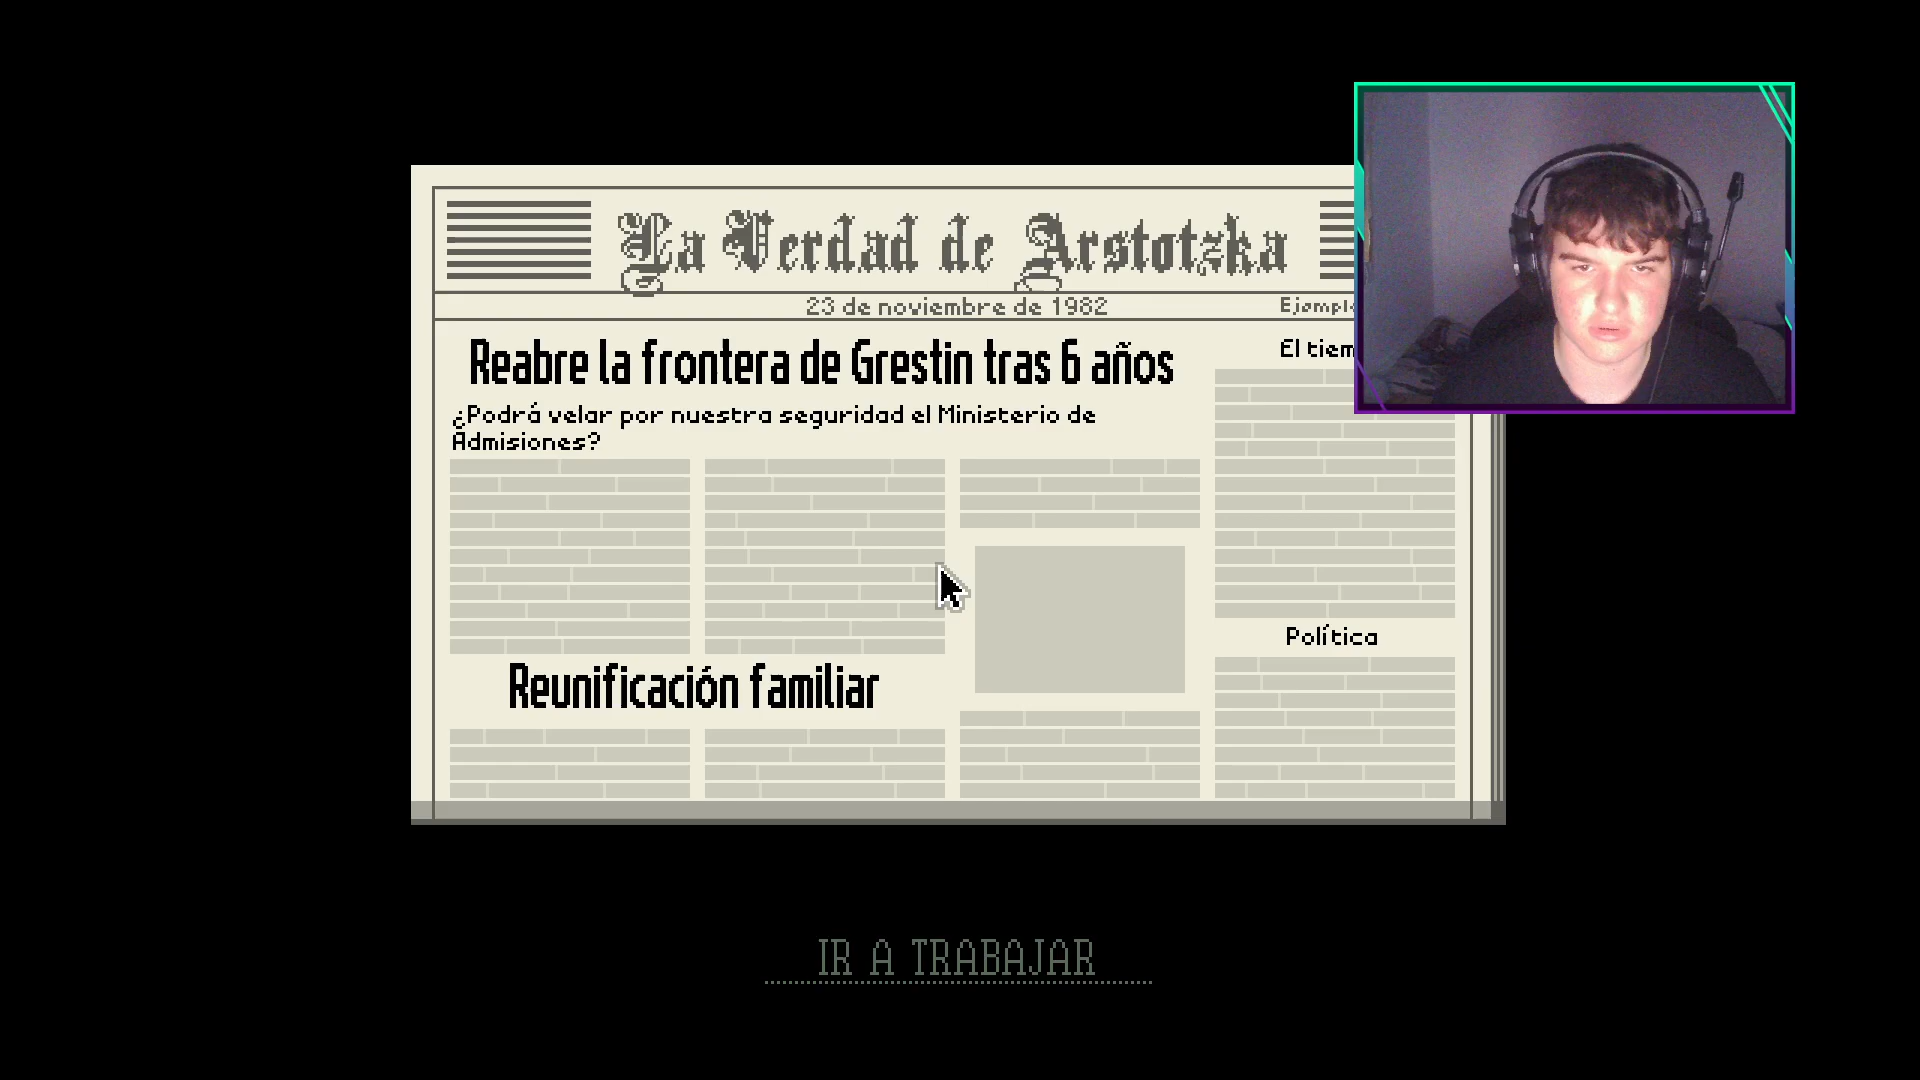 La Verdad de Arstotzka
23 de noviembre de 1982
Reabre la frontera de Grestin tras 6 años
¿Podrá velar por nuestra seguridad el Ministerio de
Admisiones?
El
Reunificación familiar
Política
IR A TRABAJAR